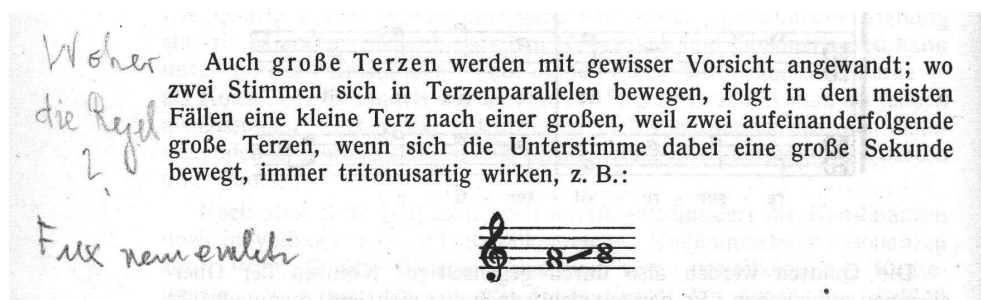 Woher
die Regel
?
Auch große Terzen werden mit gewisser Vorsicht angewandt; wo
zwei Stimmen sich in Terzenparallelen bewegen, folgt in den meisten
Fällen eine kleine Terz nach einer großen, weil zwei aufeinanderfolgende
große Terzen, wenn sich die Unterstimme dabei eine große Sekunde
bewegt, immer tritonusartig wirken, z. B.:
Fux nem